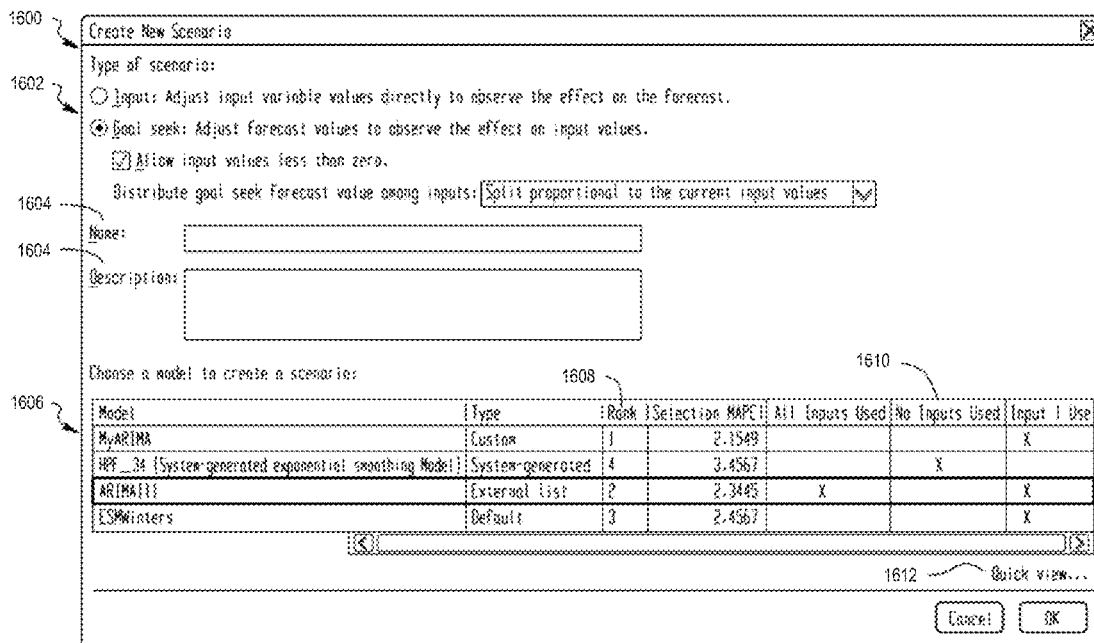 1600
Create New Scenario
Type of scenario:
1602
Input: Adjust input variable values directly to observe the effect on the forecast.
Goal seek: Adjust forecast values to observe the effect on input values.
Allow input values less than zero.
Distribute goal seek forecast value among inputs: Split proportional to the current input values
1604
Name:
1604
Description:
Choose a model to create a scenario:
1608
1610
1606
Model Type Rank Selection MAPE All Inputs Used No Inputs Used Input 1 Use
MyARIMA Custom 1 2.1549 X
HPF_34 (System-generated exponential smoothing Model) System-generated 4 3.4567 X
External list 2 2.3445 X X
ESMWinters Default 3 2.4567 X
1612
Quick view...
Cancel OK